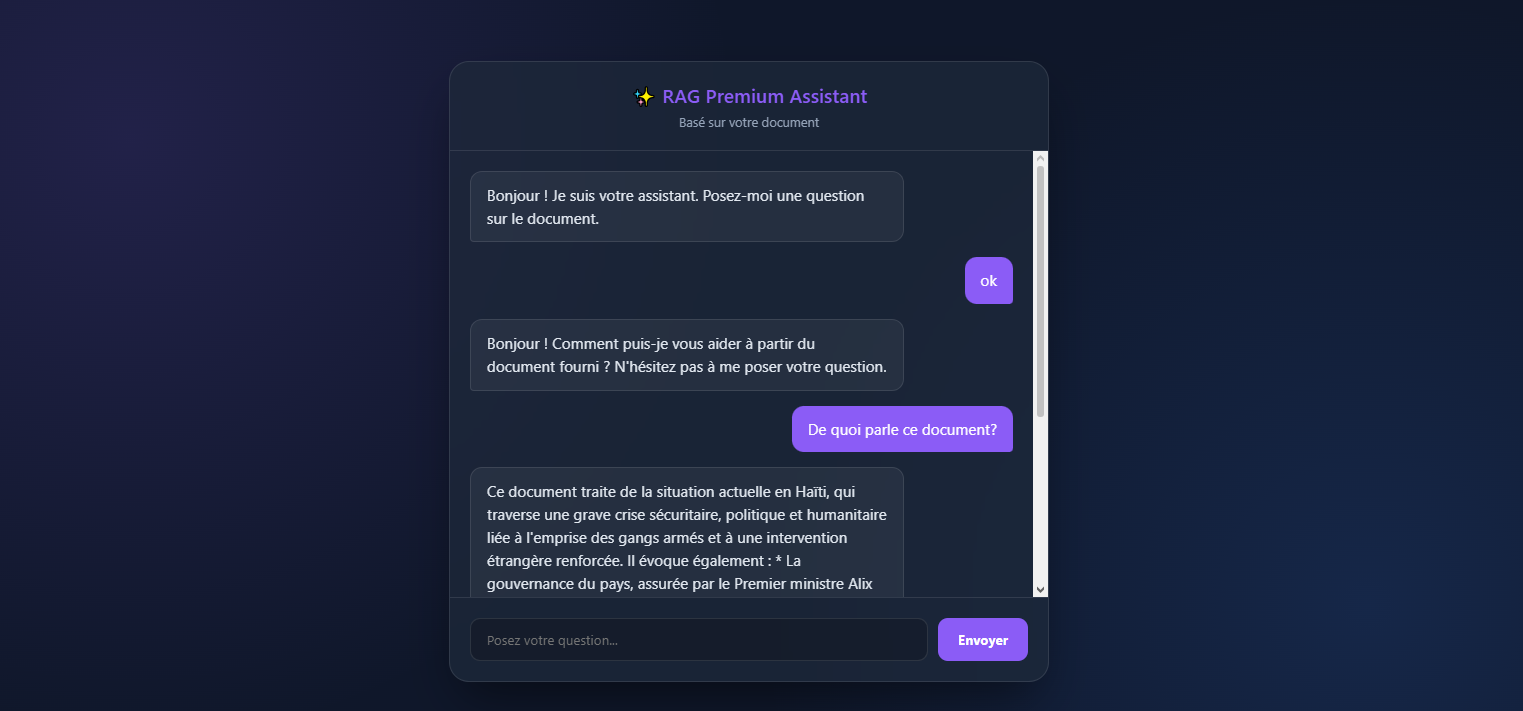 ✨ RAG Premium Assistant
Basé sur votre document
Bonjour ! Je suis votre assistant. Posez-moi une question
sur le document.
ok
Bonjour ! Comment puis-je vous aider à partir du
document fourni ? N'hésitez pas à me poser votre question.
De quoi parle ce document?
Ce document traite de la situation actuelle en Haïti, qui
traverse une grave crise sécuritaire, politique et humanitaire
liée à l'emprise des gangs armés et à une intervention
étrangère renforcée. Il évoque également : * La
gouvernance du pays, assurée par le Premier ministre Alix
Posez votre question...
Envoyer